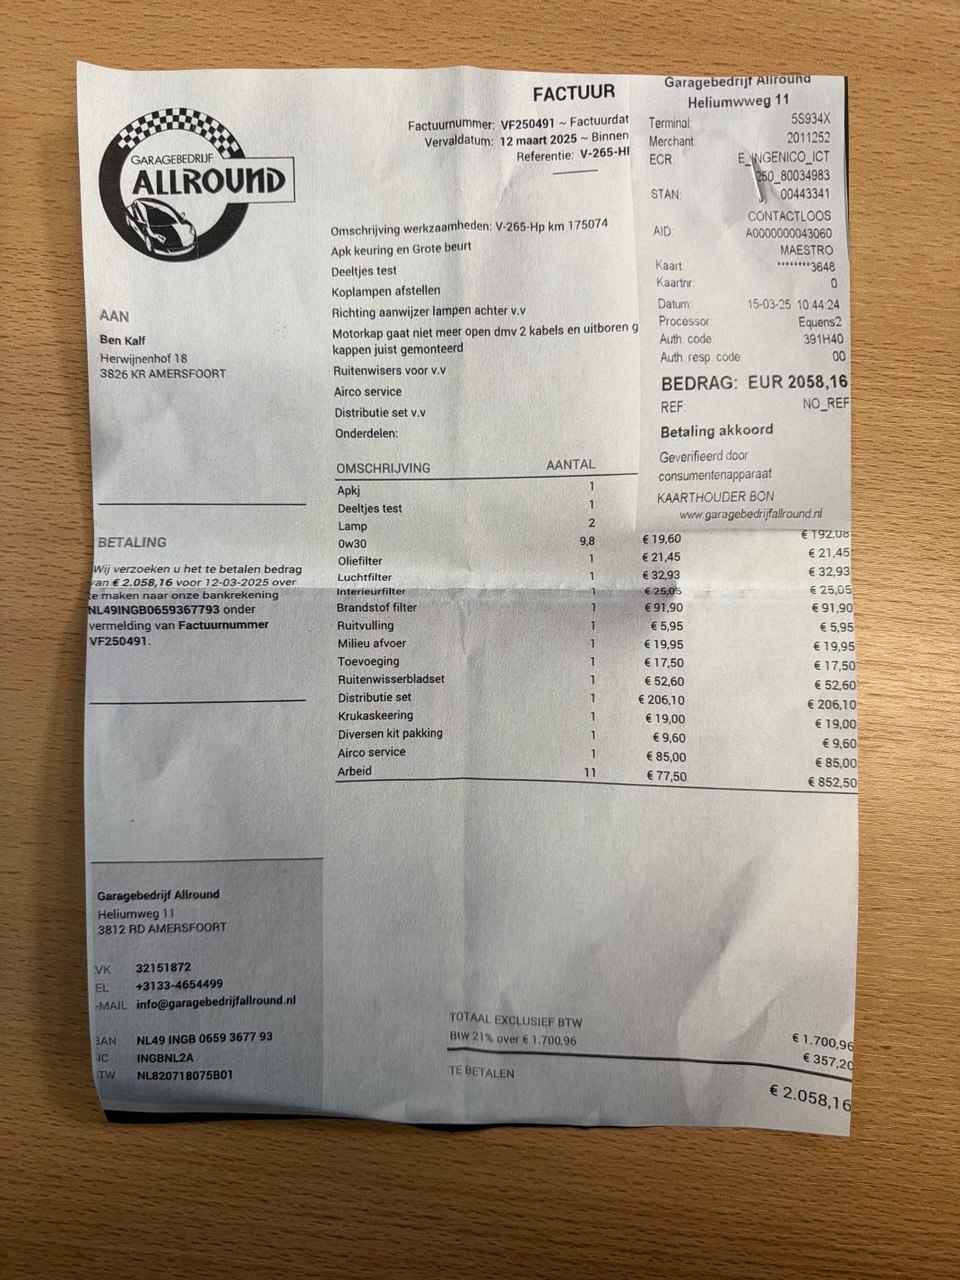 FACTUUR
Factuurnummer: VF250491 ~ Factuurdat
Vervaldatum: 12 maart 2025 ~ Binnen
Referentie: V-265-H
GARAGEBEDRIJF
ALLROUND
AAN
Ben Kalf
Herwijnenhof 18
3826 KR AMERSFOORT
Omschrijving werkzaamheden: V-265-Hp km 175074
Apk keuring en Grote beurt
Deeltjes test
Koplampen afstellen
Richting aanwijzer lampen achter v.v
Motorkap gaat niet meer open dmv 2 kabels en uitboren g
kappen juist gemonteerd
Ruitenwisers voor v.v
Airco service
Distributie set v.v
Onderdelen:
Garagebedrijf Allround
Heliumwweg 11
Terminal: 5S934X
Merchant: 2011252
ECR: E_INGENICO_ICT
250_80034983
STAN: 00443341
CONTACTLOOS
AID: A0000000043060
MAESTRO
Kaart: ********3648
Kaartnr. 0
Datum: 15-03-25 10:44:24
Processor Equens2
Auth. code: 391H40
Auth. resp. code: 00
BEDRAG: EUR 2058,16
REF: NO_REF
Betaling akkoord
Geverifieerd door
consumentenapparaat
KAARTHOUDER BON
www.garagebedrijfallround.nl
BETALING
Wij verzoeken u het te betalen bedrag
van € 2.058,16 voor 12-03-2025 over
te maken naar onze bankrekening
NL49INGB0659367793 onder
vermelding van Factuurnummer
VF250491.
OMSCHRIJVING AANTAL
Apkj 1
Deeltjes test 1
Lamp 2
0w30 9,8 € 19,60 € 192,08
Oliefilter 1 € 21,45 € 21,45
Luchtfilter 1 € 32,93 € 32,93
Interieurfilter 1 € 25,05 € 25,05
Brandstof filter 1 € 91,90 € 91,90
Ruitvulling 1 € 5,95 € 5,95
Milieu afvoer 1 € 19,95 € 19,95
Toevoeging 1 € 17,50 € 17,50
Ruitenwisserbladset 1 € 52,60 € 52,60
Distributie set 1 € 206,10 € 206,10
Krukaskeering 1 € 19,00 € 19,00
Diversen kit pakking 1 € 9,60 € 9,60
Airco service 1 € 85,00 € 85,00
Arbeid 11 € 77,50 € 852,50
Garagebedrijf Allround
Heliumweg 11
3812 RD AMERSFOORT
VK 32151872
EL +3133-4654499
-MAIL info@garagebedrijfallround.nl
BAN NL49 INGB 0659 3677 93
IC INGBNL2A
TW NL820718075B01
TOTAAL EXCLUSIEF BTW € 1.700,96
Btw 21% over € 1.700,96 € 357,20
TE BETALEN € 2.058,16